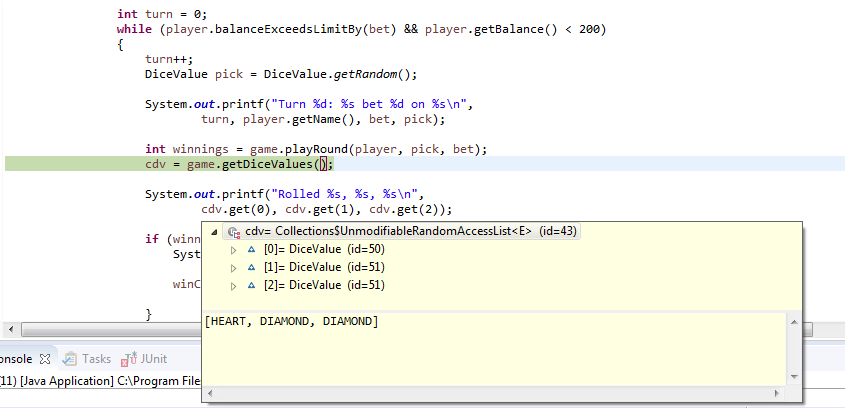 int turn = 0;
while (player.balanceExceedsLimitBy(bet) && player.getBalance() < 200)
{
turn++;
DiceValue pick = DiceValue.getRandom();
System.out.printf("Turn %d: %s bet %d on %s\n",
turn, player.getName(), bet, pick);
int winnings = game.playRound(player, pick, bet);
cdv = game.getDiceValues();
System.out.printf("Rolled %s, %s, %s\n",
cdv.get(0), cdv.get(1), cdv.get(2));
if (winn
Syst
winC
}
cdv= Collections$UnmodifiableRandomAccessList<E> (id=43)
[0]= DiceValue (id=50)
[1]= DiceValue (id=51)
[2]= DiceValue (id=51)
[HEART, DIAMOND, DIAMOND]
onsole Tasks JUnit
(11) [Java Application] C:\Program Files